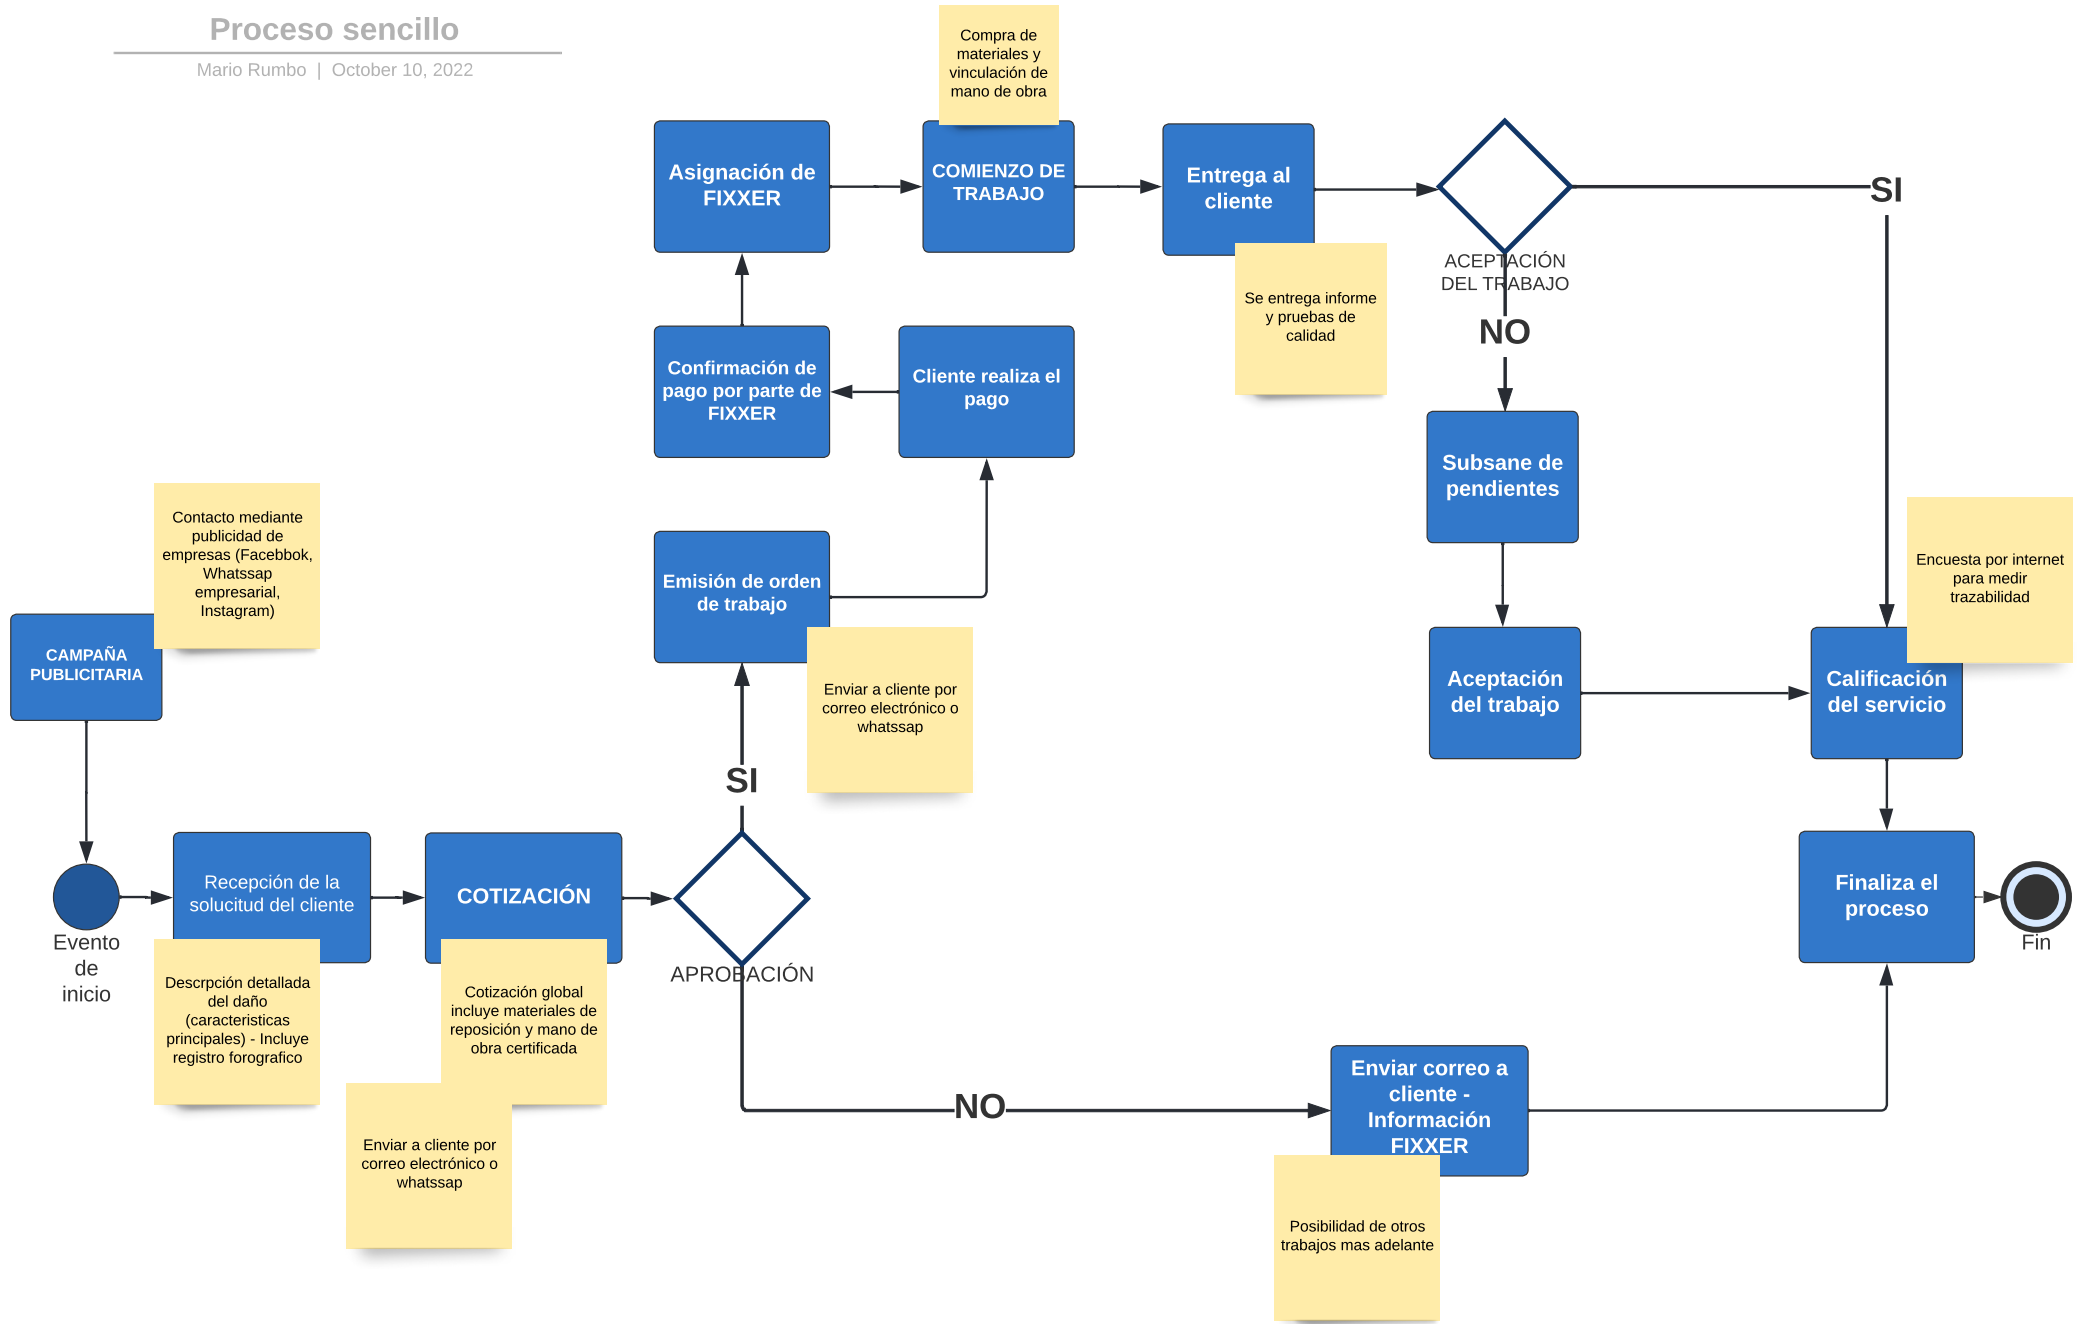 Proceso sencillo
Mario Rumbo | October 10, 2022
Compra de
materiales y
vinculación de
mano de obra
Asignación de
FIXXER
COMIENZO DE
TRABAJO
Entrega al
cliente
SI
ACEPTACIÓN
DEL TRABAJO
Se entrega informe
y pruebas de
calidad
NO
Confirmación de
pago por parte de
FIXXER
Cliente realiza el
pago
Subsane de
pendientes
Contacto mediante
publicidad de
empresas (Facebbok,
Whatssap
empresarial,
Instagram)
Encuesta por internet
para medir
trazabilidad
Emisión de orden
de trabajo
CAMPAÑA
PUBLICITARIA
Enviar a cliente por
correo electrónico o
whatssap
Aceptación
del trabajo
Calificación
del servicio
SI
Recepción de la
solucitud del cliente
COTIZACIÓN
Finaliza el
proceso
Evento
de
inicio
Fin
APROBACIÓN
Descrpción detallada
del daño
(caracteristicas
principales) - Incluye
registro forografico
Cotización global
incluye materiales de
reposición y mano de
obra certificada
NO
Enviar correo a
cliente -
Información
FIXXER
Enviar a cliente por
correo electrónico o
whatssap
Posibilidad de otros
trabajos mas adelante